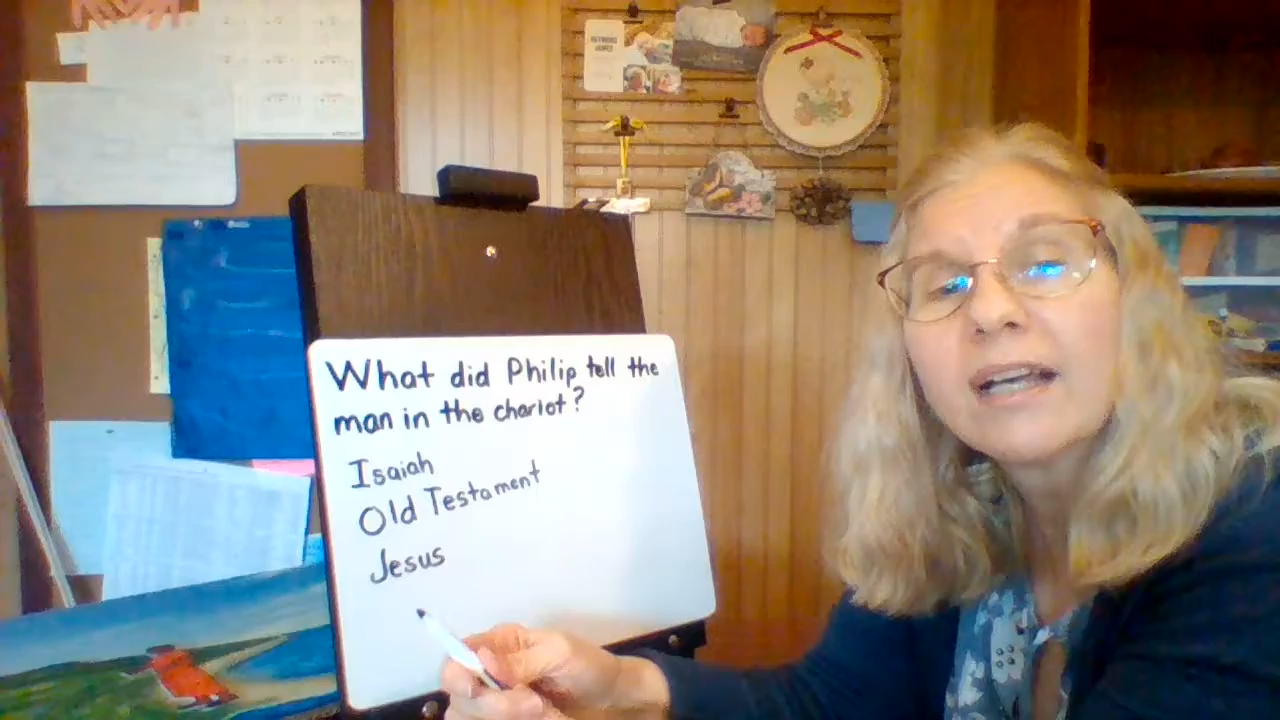 What did Philip tell the
man in the chariot?
Isaiah
Old Testament
Jesus